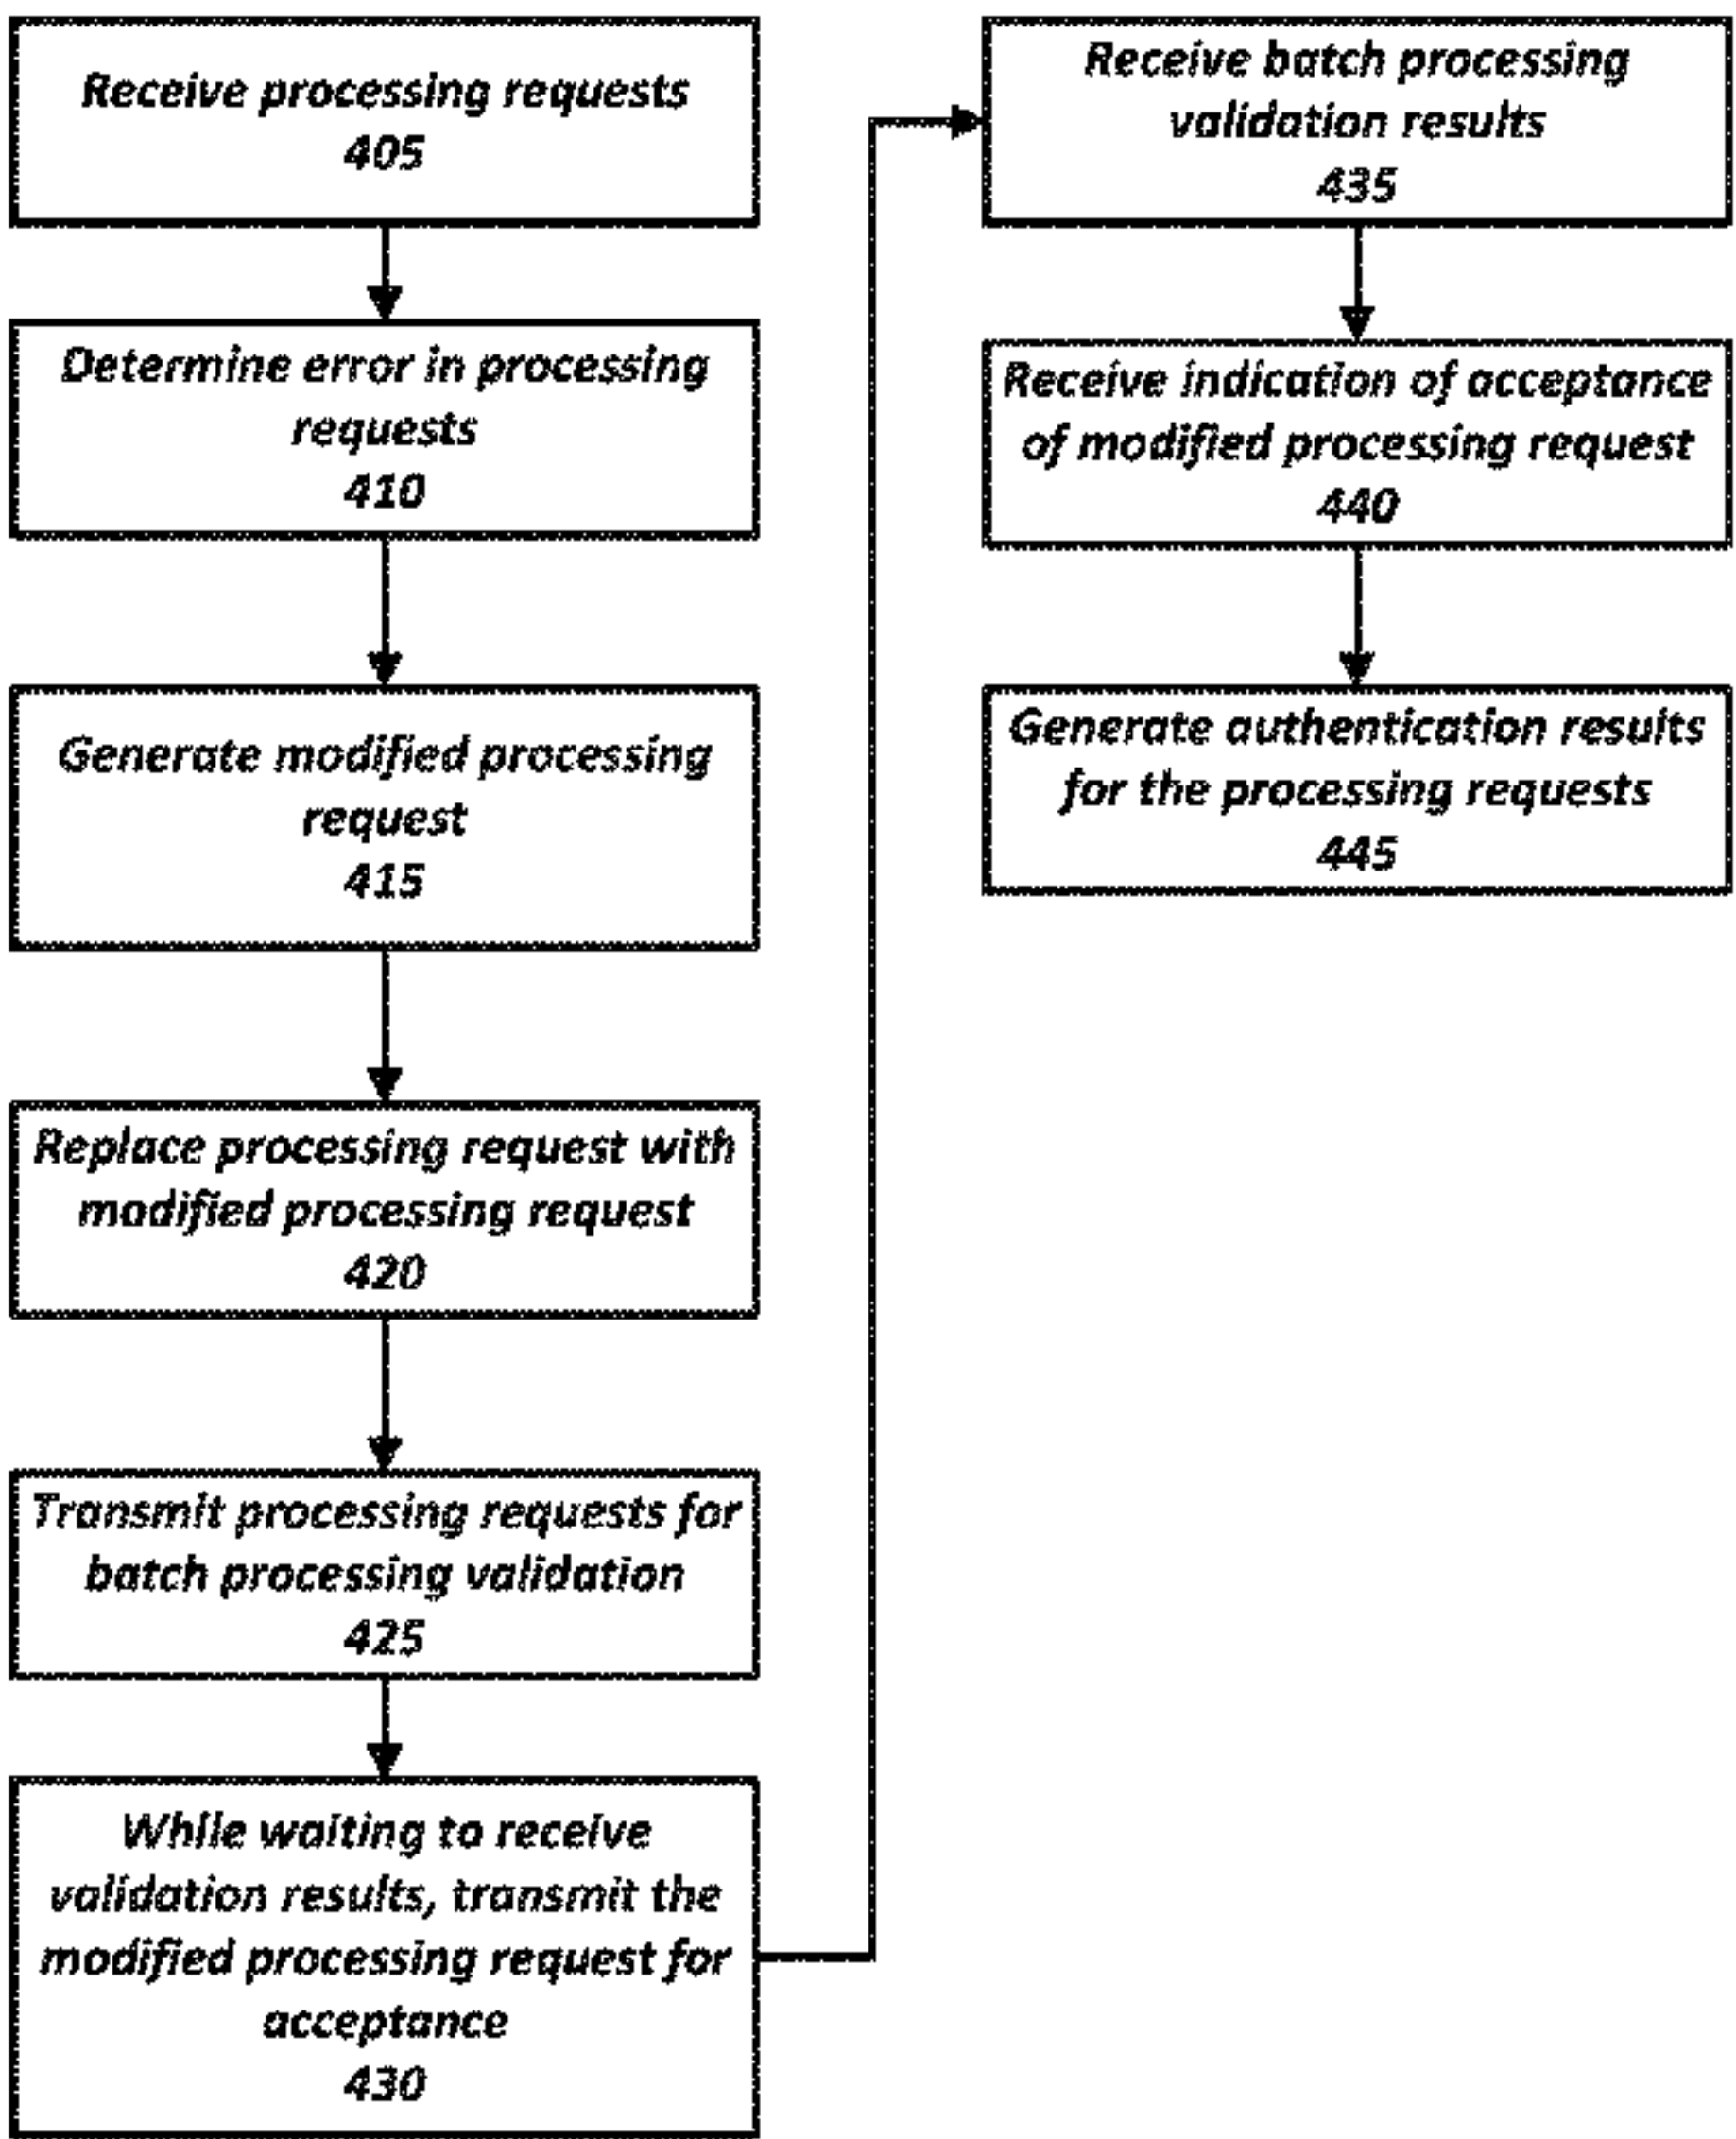 Receive processing requests
405
Determine error in processing
requests
410
Generate modified processing
request
415
Replace processing request with
modified processing request
420
Transmit processing requests for
batch processing validation
425
While waiting to receive
validation results, transmit the
modified processing request for
acceptance
430
Receive batch processing
validation results
435
Receive indication of acceptance
of modified processing request
440
Generate authentication results
for the processing requests
445